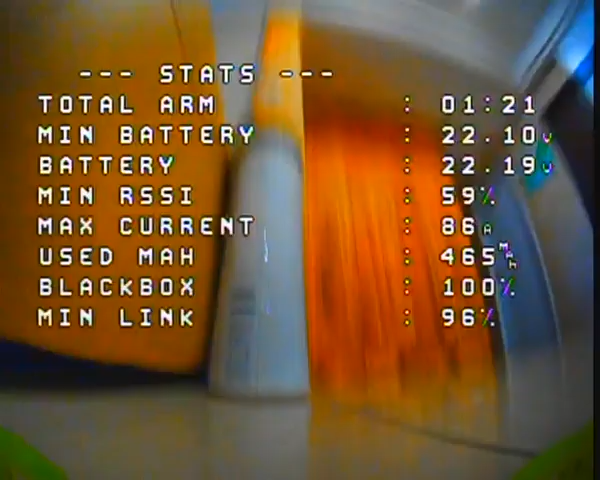 --- STATS ---
TOTAL ARM : 01:21
MIN BATTERY : 22.10V
BATTERY : 22.19V
MIN RSSI : 59%
MAX CURRENT : 86A
USED MAH : 465MAH
BLACKBOX : 100%
MIN LINK : 96%